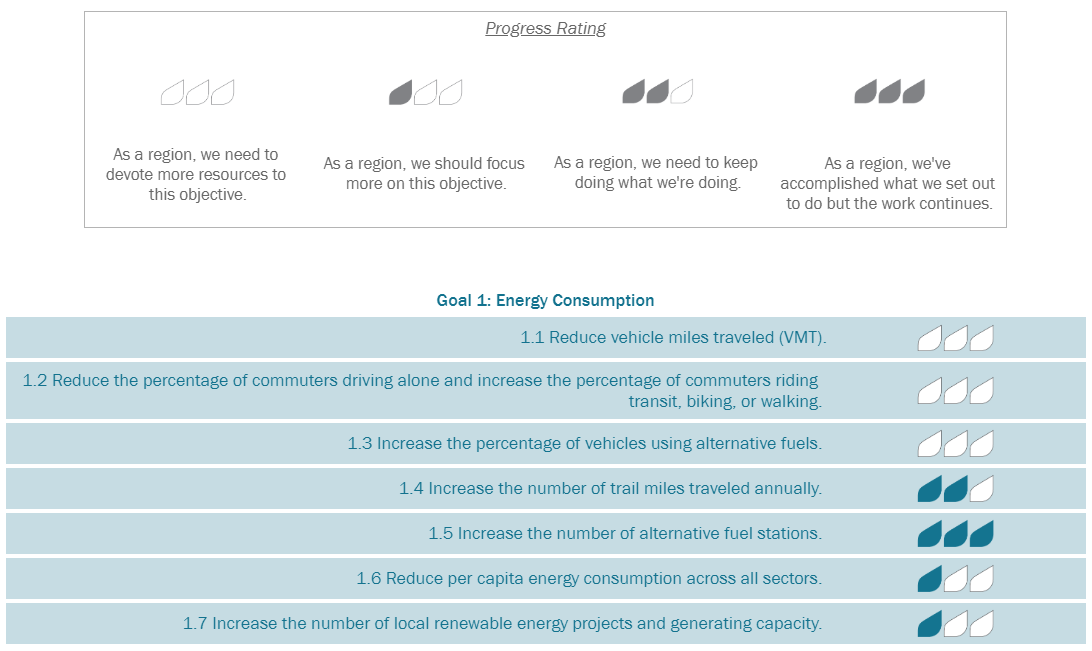 Progress Rating
As a region, we need to
devote more resources to
this objective.
As a region, we should focus
more on this objective.
As a region, we need to keep
doing what we're doing.
As a region, we've
accomplished what we set out
to do but the work continues.
Goal 1: Energy Consumption
1.1 Reduce vehicle miles traveled (VMT).
1.2 Reduce the percentage of commuters driving alone and increase the percentage of commuters riding
transit, biking, or walking.
1.3 Increase the percentage of vehicles using alternative fuels.
1.4 Increase the number of trail miles traveled annually.
1.5 Increase the number of alternative fuel stations.
1.6 Reduce per capita energy consumption across all sectors.
1.7 Increase the number of local renewable energy projects and generating capacity.